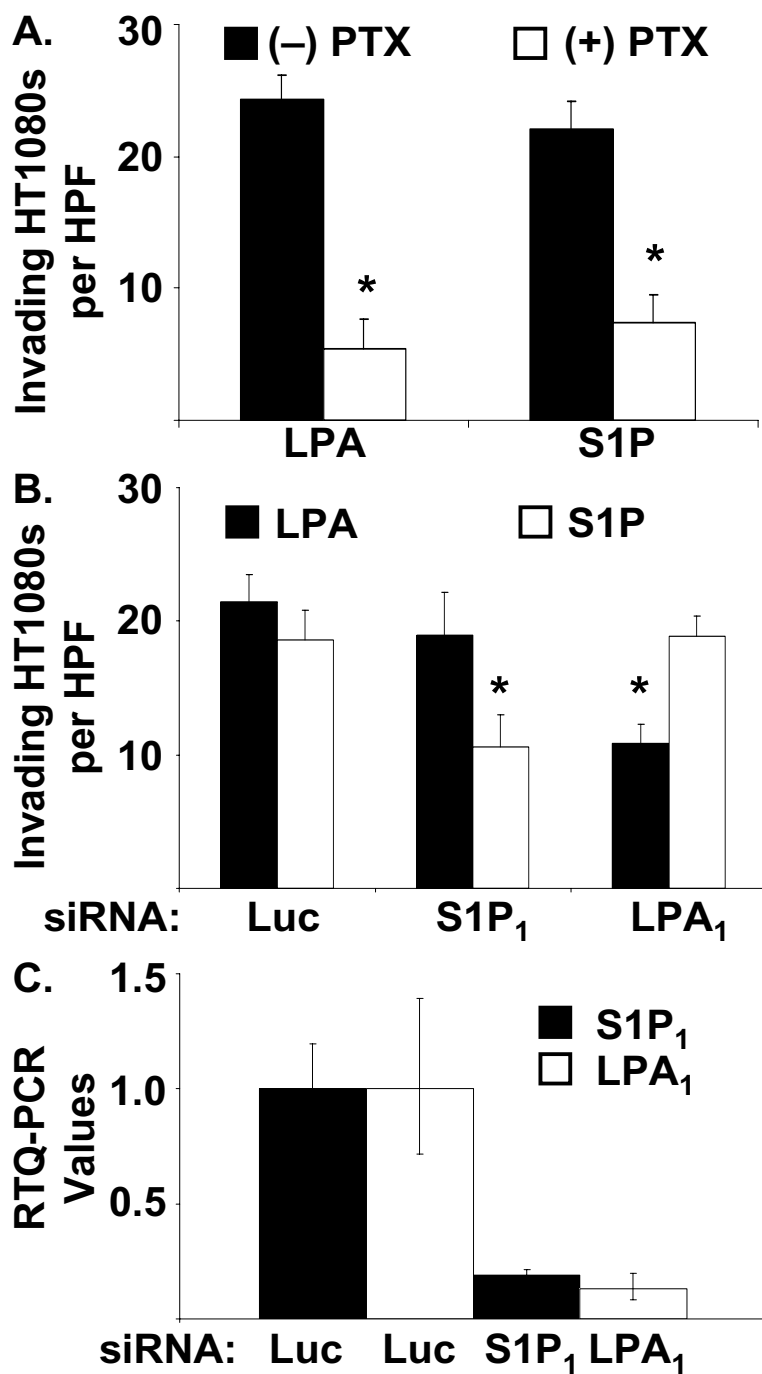 A.
30
(–) PTX
(+) PTX
20
10
Invading HT1080s
per HPF
*
*
LPA
S1P
B.
30
LPA
S1P
20
10
Invading HT1080s
per HPF
*
*
siRNA:
Luc
S1P₁
LPA₁
C.
1.5
S1P₁
LPA₁
1.0
0.5
RTQ-PCR
Values
siRNA:
Luc
Luc
S1P₁
LPA₁